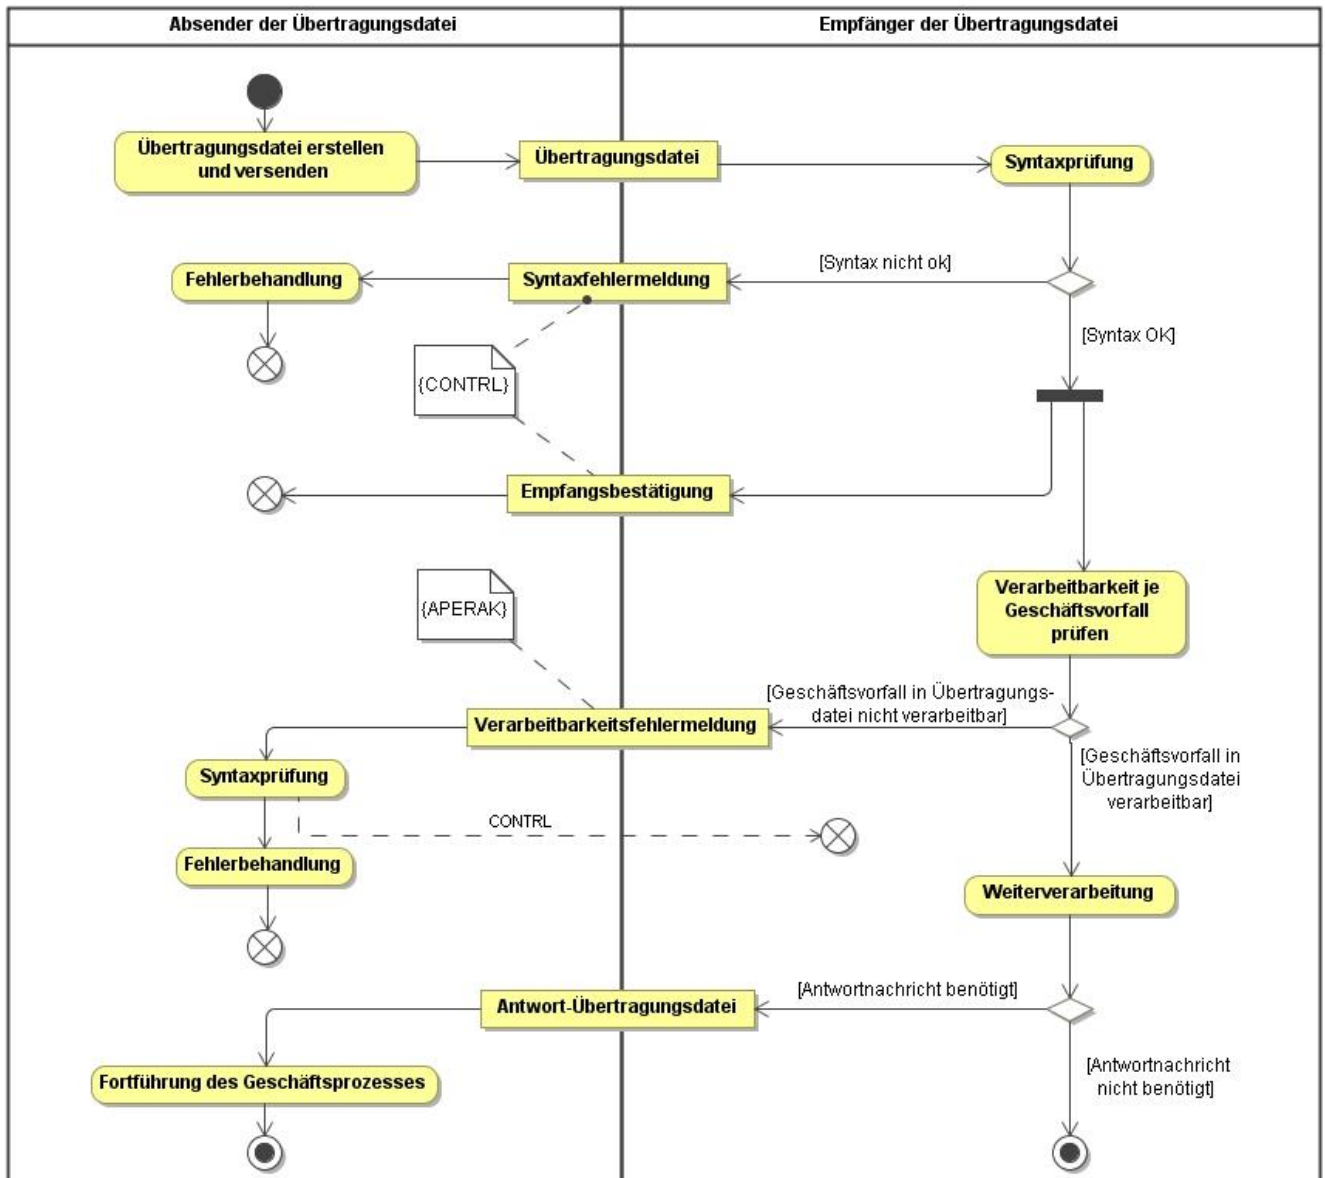 Absender der Übertragungsdatei
Empfänger der Übertragungsdatei
Übertragungsdatei erstellen
und versenden
Übertragungsdatei
Syntaxprüfung
[Syntax nicht ok]
Syntaxfehlermeldung
Fehlerbehandlung
[Syntax OK]
{CONTRL}
Empfangsbestätigung
Verarbeitbarkeit je
Geschäftsvorfall
prüfen
{APERAK}
[Geschäftsvorfall in Übertragungs-
datei nicht verarbeitbar]
Verarbeitbarkeitsfehlermeldung
[Geschäftsvorfall in
Übertragungsdatei
verarbeitbar]
Syntaxprüfung
CONTRL
Fehlerbehandlung
Weiterverarbeitung
[Antwortnachricht benötigt]
Antwort-Übertragungsdatei
[Antwortnachricht
nicht benötigt]
Fortführung des Geschäftsprozesses